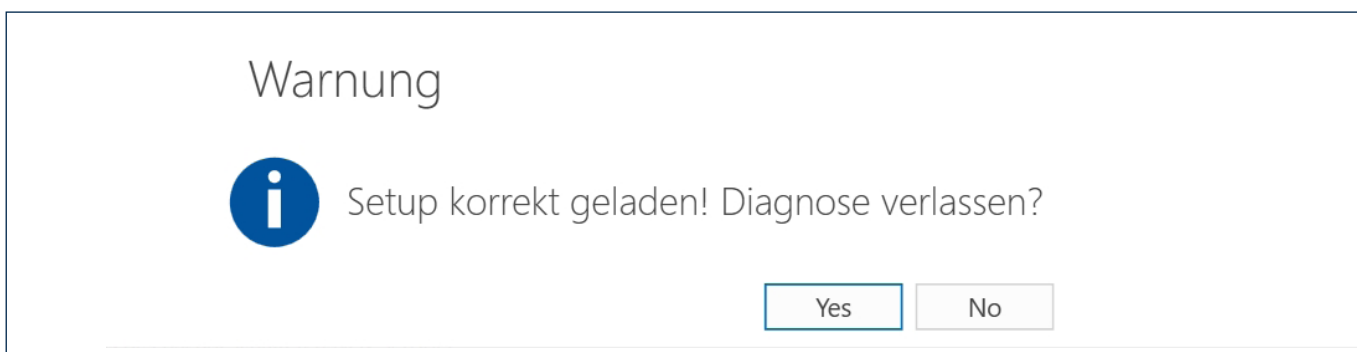 Warnung
Setup korrekt geladen! Diagnose verlassen?
Yes No